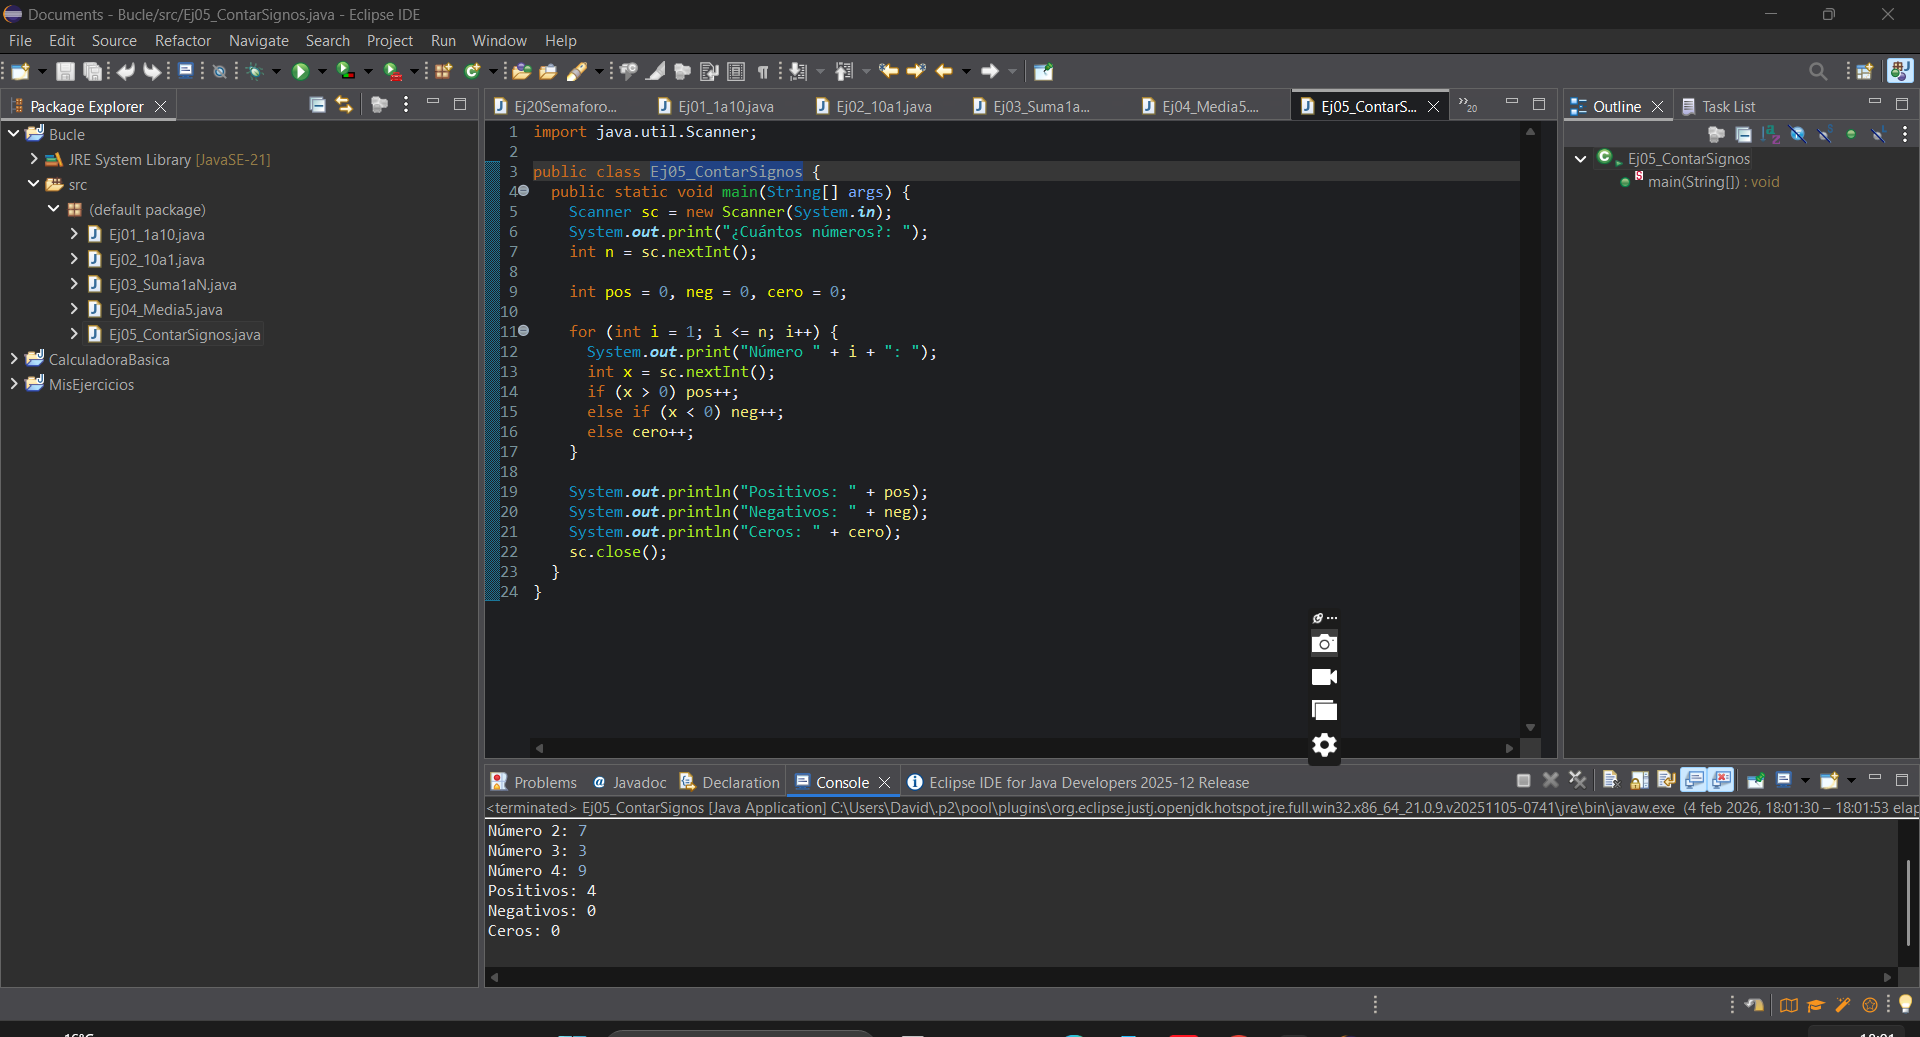 Documents - Bucle/src/Ej05_ContarSignos.java - Eclipse IDE
File Edit Source Refactor Navigate Search Project Run Window Help
Package Explorer
Bucle
JRE System Library [JavaSE-21]
src
(default package)
Ej01_1a10.java
Ej02_10a1.java
Ej03_Suma1aN.java
Ej04_Media5.java
Ej05_ContarSignos.java
CalculadoraBasica
MisEjercicios
Ej20Semaforo... Ej01_1a10.java Ej02_10a1.java Ej03_Suma1a... Ej04_Media5.... Ej05_ContarS... »20
1 import java.util.Scanner;
2
3 public class Ej05_ContarSignos {
4 public static void main(String[] args) {
5 Scanner sc = new Scanner(System.in);
6 System.out.print("¿Cuántos números?: ");
7 int n = sc.nextInt();
8
9 int pos = 0, neg = 0, cero = 0;
10
11 for (int i = 1; i <= n; i++) {
12 System.out.print("Número " + i + ": ");
13 int x = sc.nextInt();
14 if (x > 0) pos++;
15 else if (x < 0) neg++;
16 else cero++;
17 }
18
19 System.out.println("Positivos: " + pos);
20 System.out.println("Negativos: " + neg);
21 System.out.println("Ceros: " + cero);
22 sc.close();
23 }
24 }
Outline Task List
Ej05_ContarSignos
main(String[]) : void
Problems Javadoc Declaration Console Eclipse IDE for Java Developers 2025-12 Release
<terminated> Ej05_ContarSignos [Java Application] C:\Users\David\.p2\pool\plugins\org.eclipse.justj.openjdk.hotspot.jre.full.win32.x86_64_21.0.9.v20251105-0741\jre\bin\javaw.exe (4 feb 2026, 18:01:30 – 18:01:53 elap
Número 2: 7
Número 3: 3
Número 4: 9
Positivos: 4
Negativos: 0
Ceros: 0